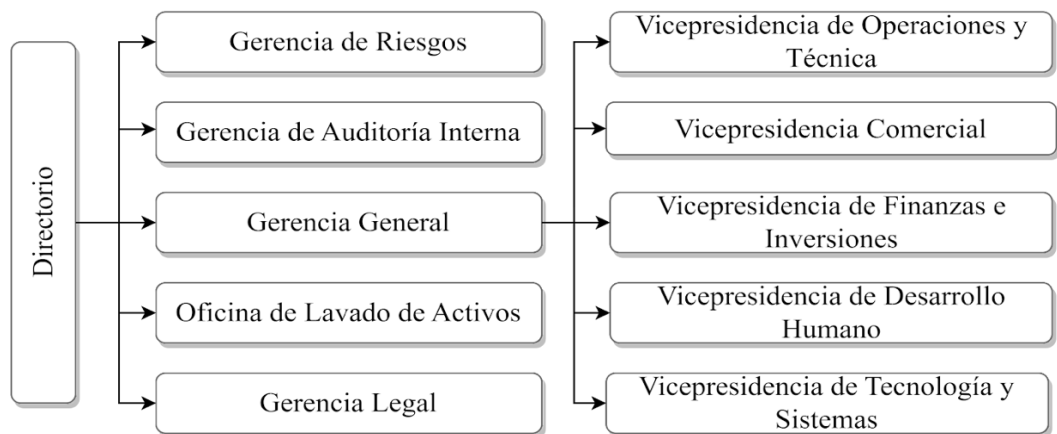 Directorio
Gerencia de Riesgos
Gerencia de Auditoría Interna
Gerencia General
Oficina de Lavado de Activos
Gerencia Legal
Vicepresidencia de Operaciones y
Técnica
Vicepresidencia Comercial
Vicepresidencia de Finanzas e
Inversiones
Vicepresidencia de Desarrollo
Humano
Vicepresidencia de Tecnología y
Sistemas